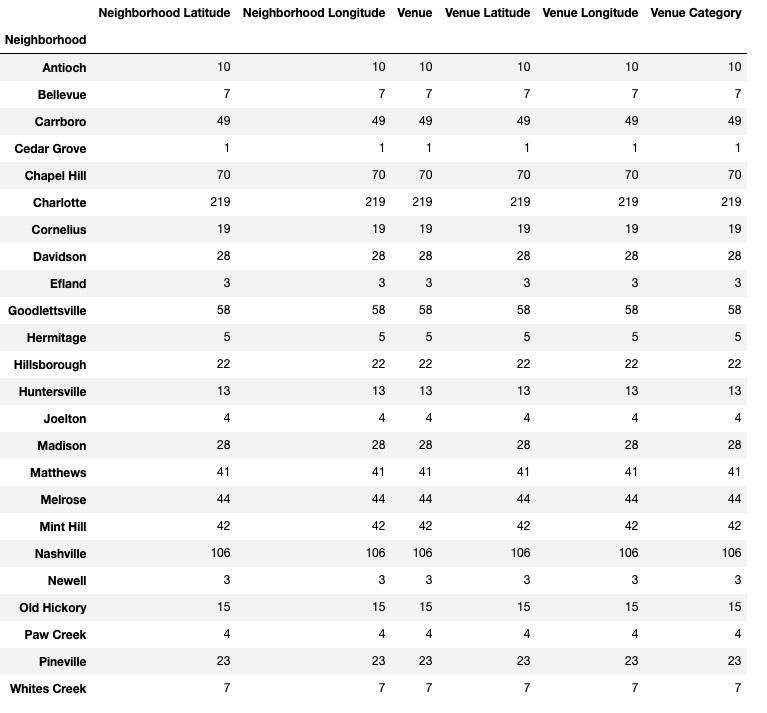 Neighborhood Latitude Neighborhood Longitude Venue Venue Latitude Venue Longitude Venue Category
Neighborhood
Antioch 10 10 10 10 10 10
Bellevue 7 7 7 7 7 7
Carrboro 49 49 49 49 49 49
Cedar Grove 1 1 1 1 1 1
Chapel Hill 70 70 70 70 70 70
Charlotte 219 219 219 219 219 219
Cornelius 19 19 19 19 19 19
Davidson 28 28 28 28 28 28
Efland 3 3 3 3 3 3
Goodlettsville 58 58 58 58 58 58
Hermitage 5 5 5 5 5 5
Hillsborough 22 22 22 22 22 22
Huntersville 13 13 13 13 13 13
Joelton 4 4 4 4 4 4
Madison 28 28 28 28 28 28
Matthews 41 41 41 41 41 41
Melrose 44 44 44 44 44 44
Mint Hill 42 42 42 42 42 42
Nashville 106 106 106 106 106 106
Newell 3 3 3 3 3 3
Old Hickory 15 15 15 15 15 15
Paw Creek 4 4 4 4 4 4
Pineville 23 23 23 23 23 23
Whites Creek 7 7 7 7 7 7